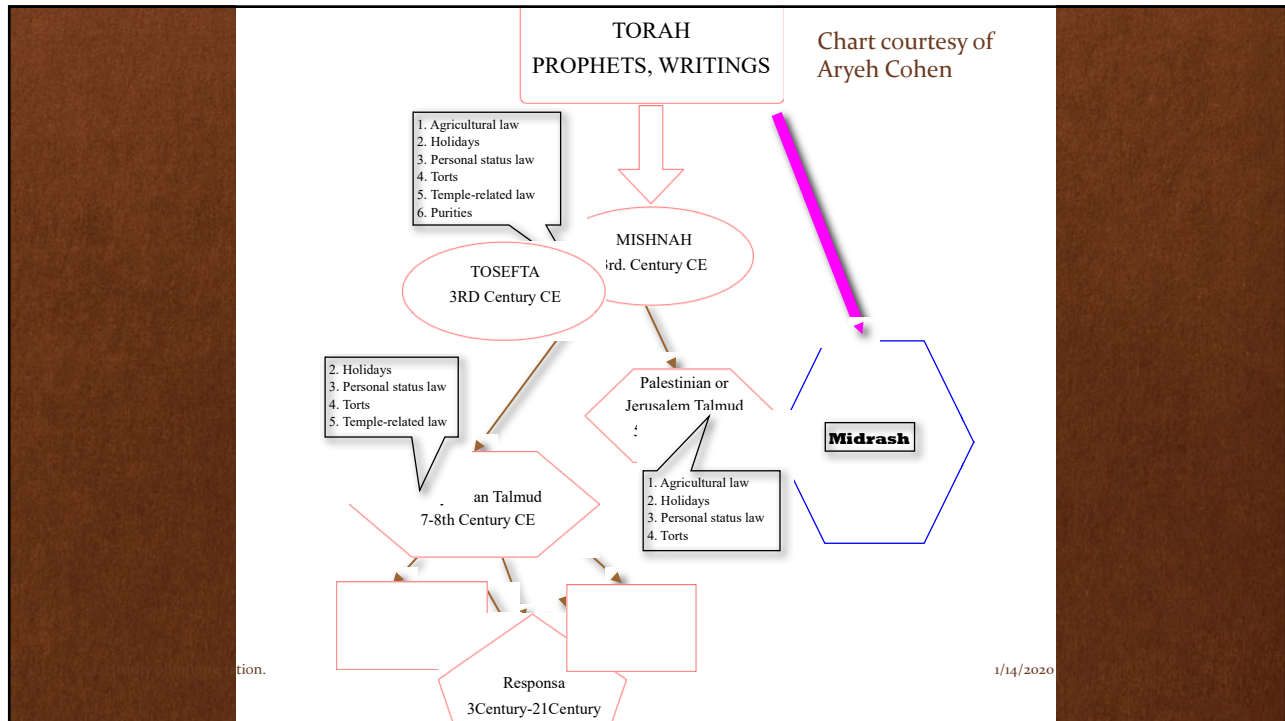 TORAH
PROPHETS, WRITINGS
Chart courtesy of
Aryeh Cohen
1. Agricultural law
2. Holidays
3. Personal status law
4. Torts
5. Temple-related law
6. Purities
MISHNAH
3rd. Century CE
TOSEFTA
3RD Century CE
2. Holidays
3. Personal status law
4. Torts
5. Temple-related law
Palestinian or
Jerusalem Talmud
Midrash
1. Agricultural law
2. Holidays
3. Personal status law
4. Torts
Talmud
7-8th Century CE
Responsa
3Century-21Century
tion.
1/14/2020